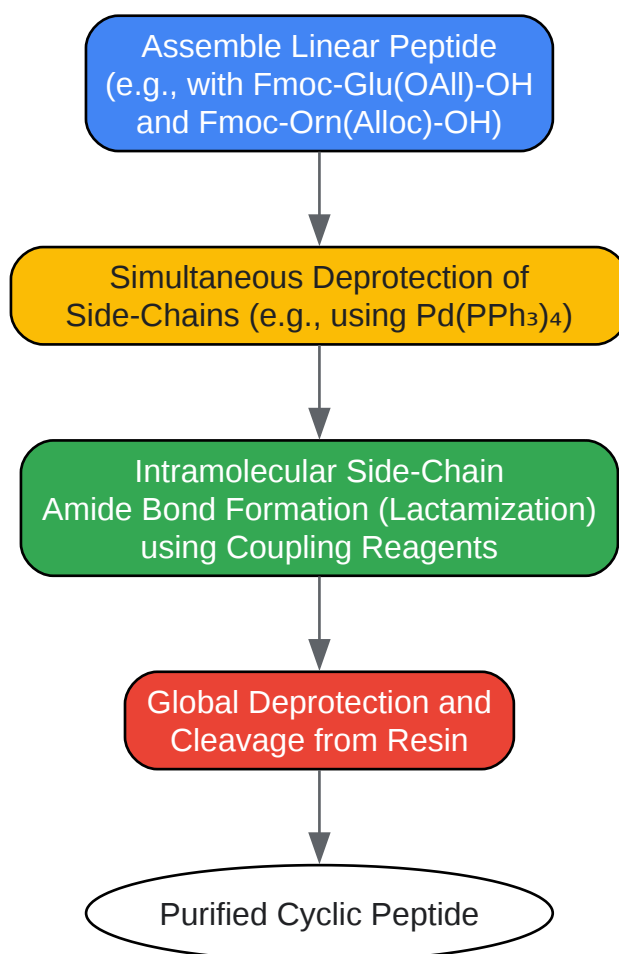 Assemble Linear Peptide
(e.g., with Fmoc-Glu(OAll)-OH
and Fmoc-Orn(Alloc)-OH)
Simultaneous Deprotection of
Side-Chains (e.g., using Pd(PPh₃)₄)
Intramolecular Side-Chain
Amide Bond Formation (Lactamization)
using Coupling Reagents
Global Deprotection and
Cleavage from Resin
Purified Cyclic Peptide